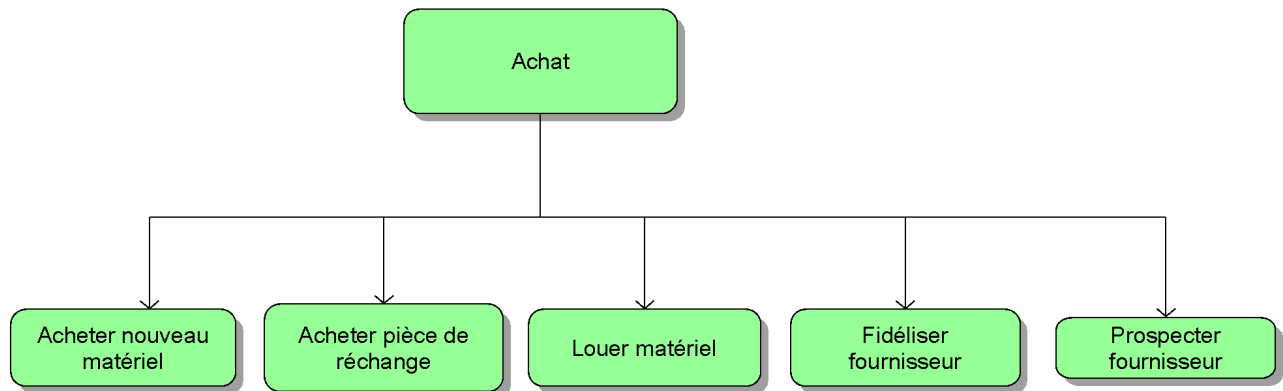 Achat
Acheter nouveau
matériel
Acheter pièce de
réchange
Louer matériel
Fidéliser
fournisseur
Prospecter
fournisseur